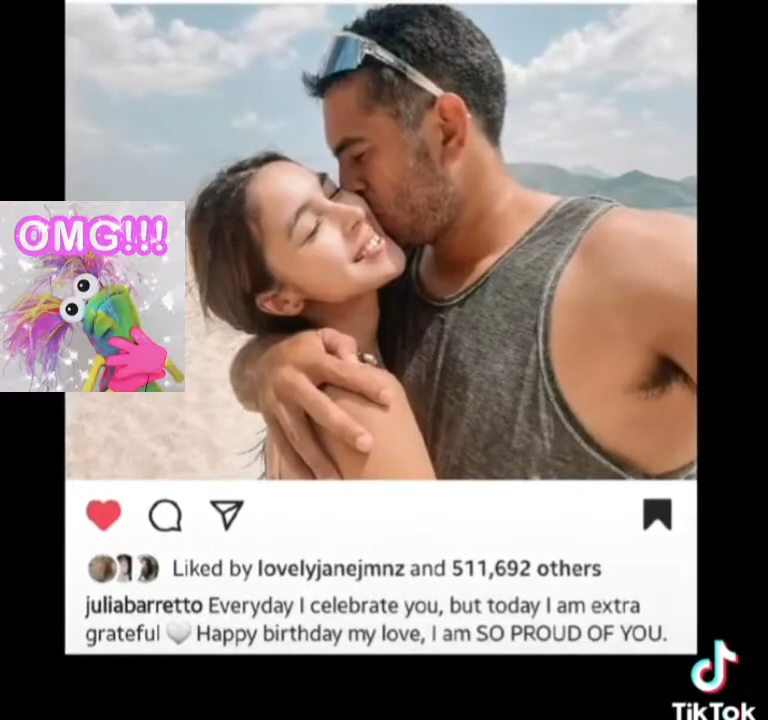 OMG!!!
Liked by lovelyjanejmnz and 511,692 others
juliabarretto Everyday I celebrate you, but today I am extra
grateful 🤍 Happy birthday my love, I am SO PROUD OF YOU.
TikTok